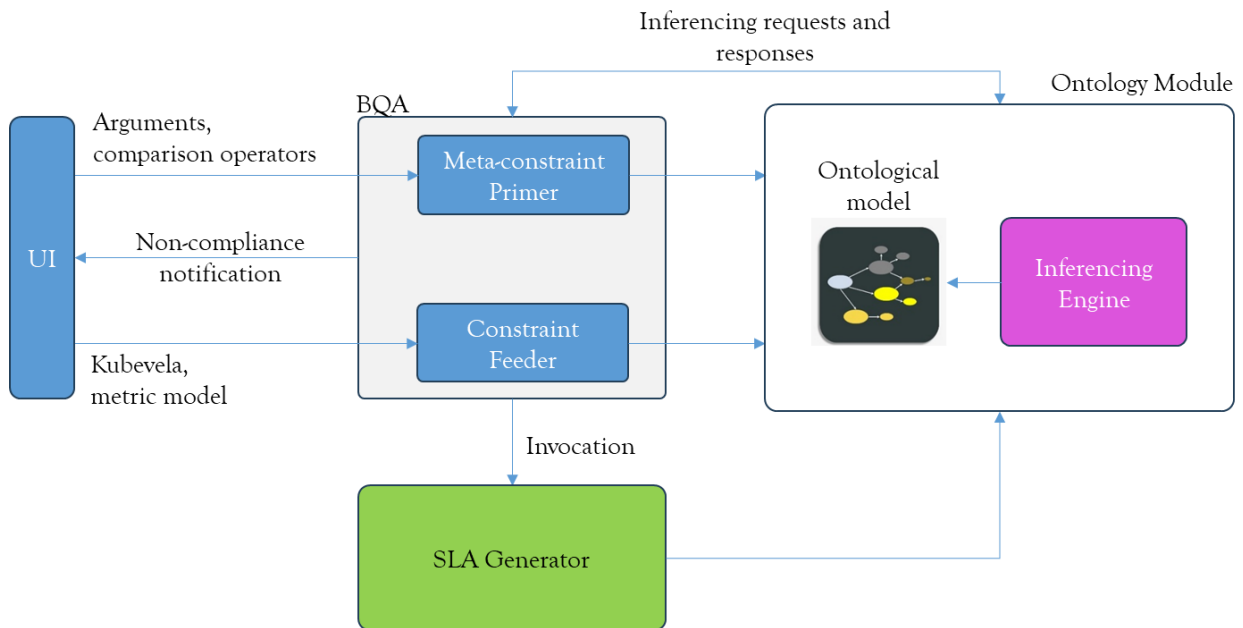 Inferencing requests and
responses
Ontology Module
BQA
Arguments,
comparison operators
Meta-constraint
Primer
Ontological
model
UI
Non-compliance
notification
Inferencing
Engine
Constraint
Feeder
Kubevela,
metric model
Invocation
SLA Generator